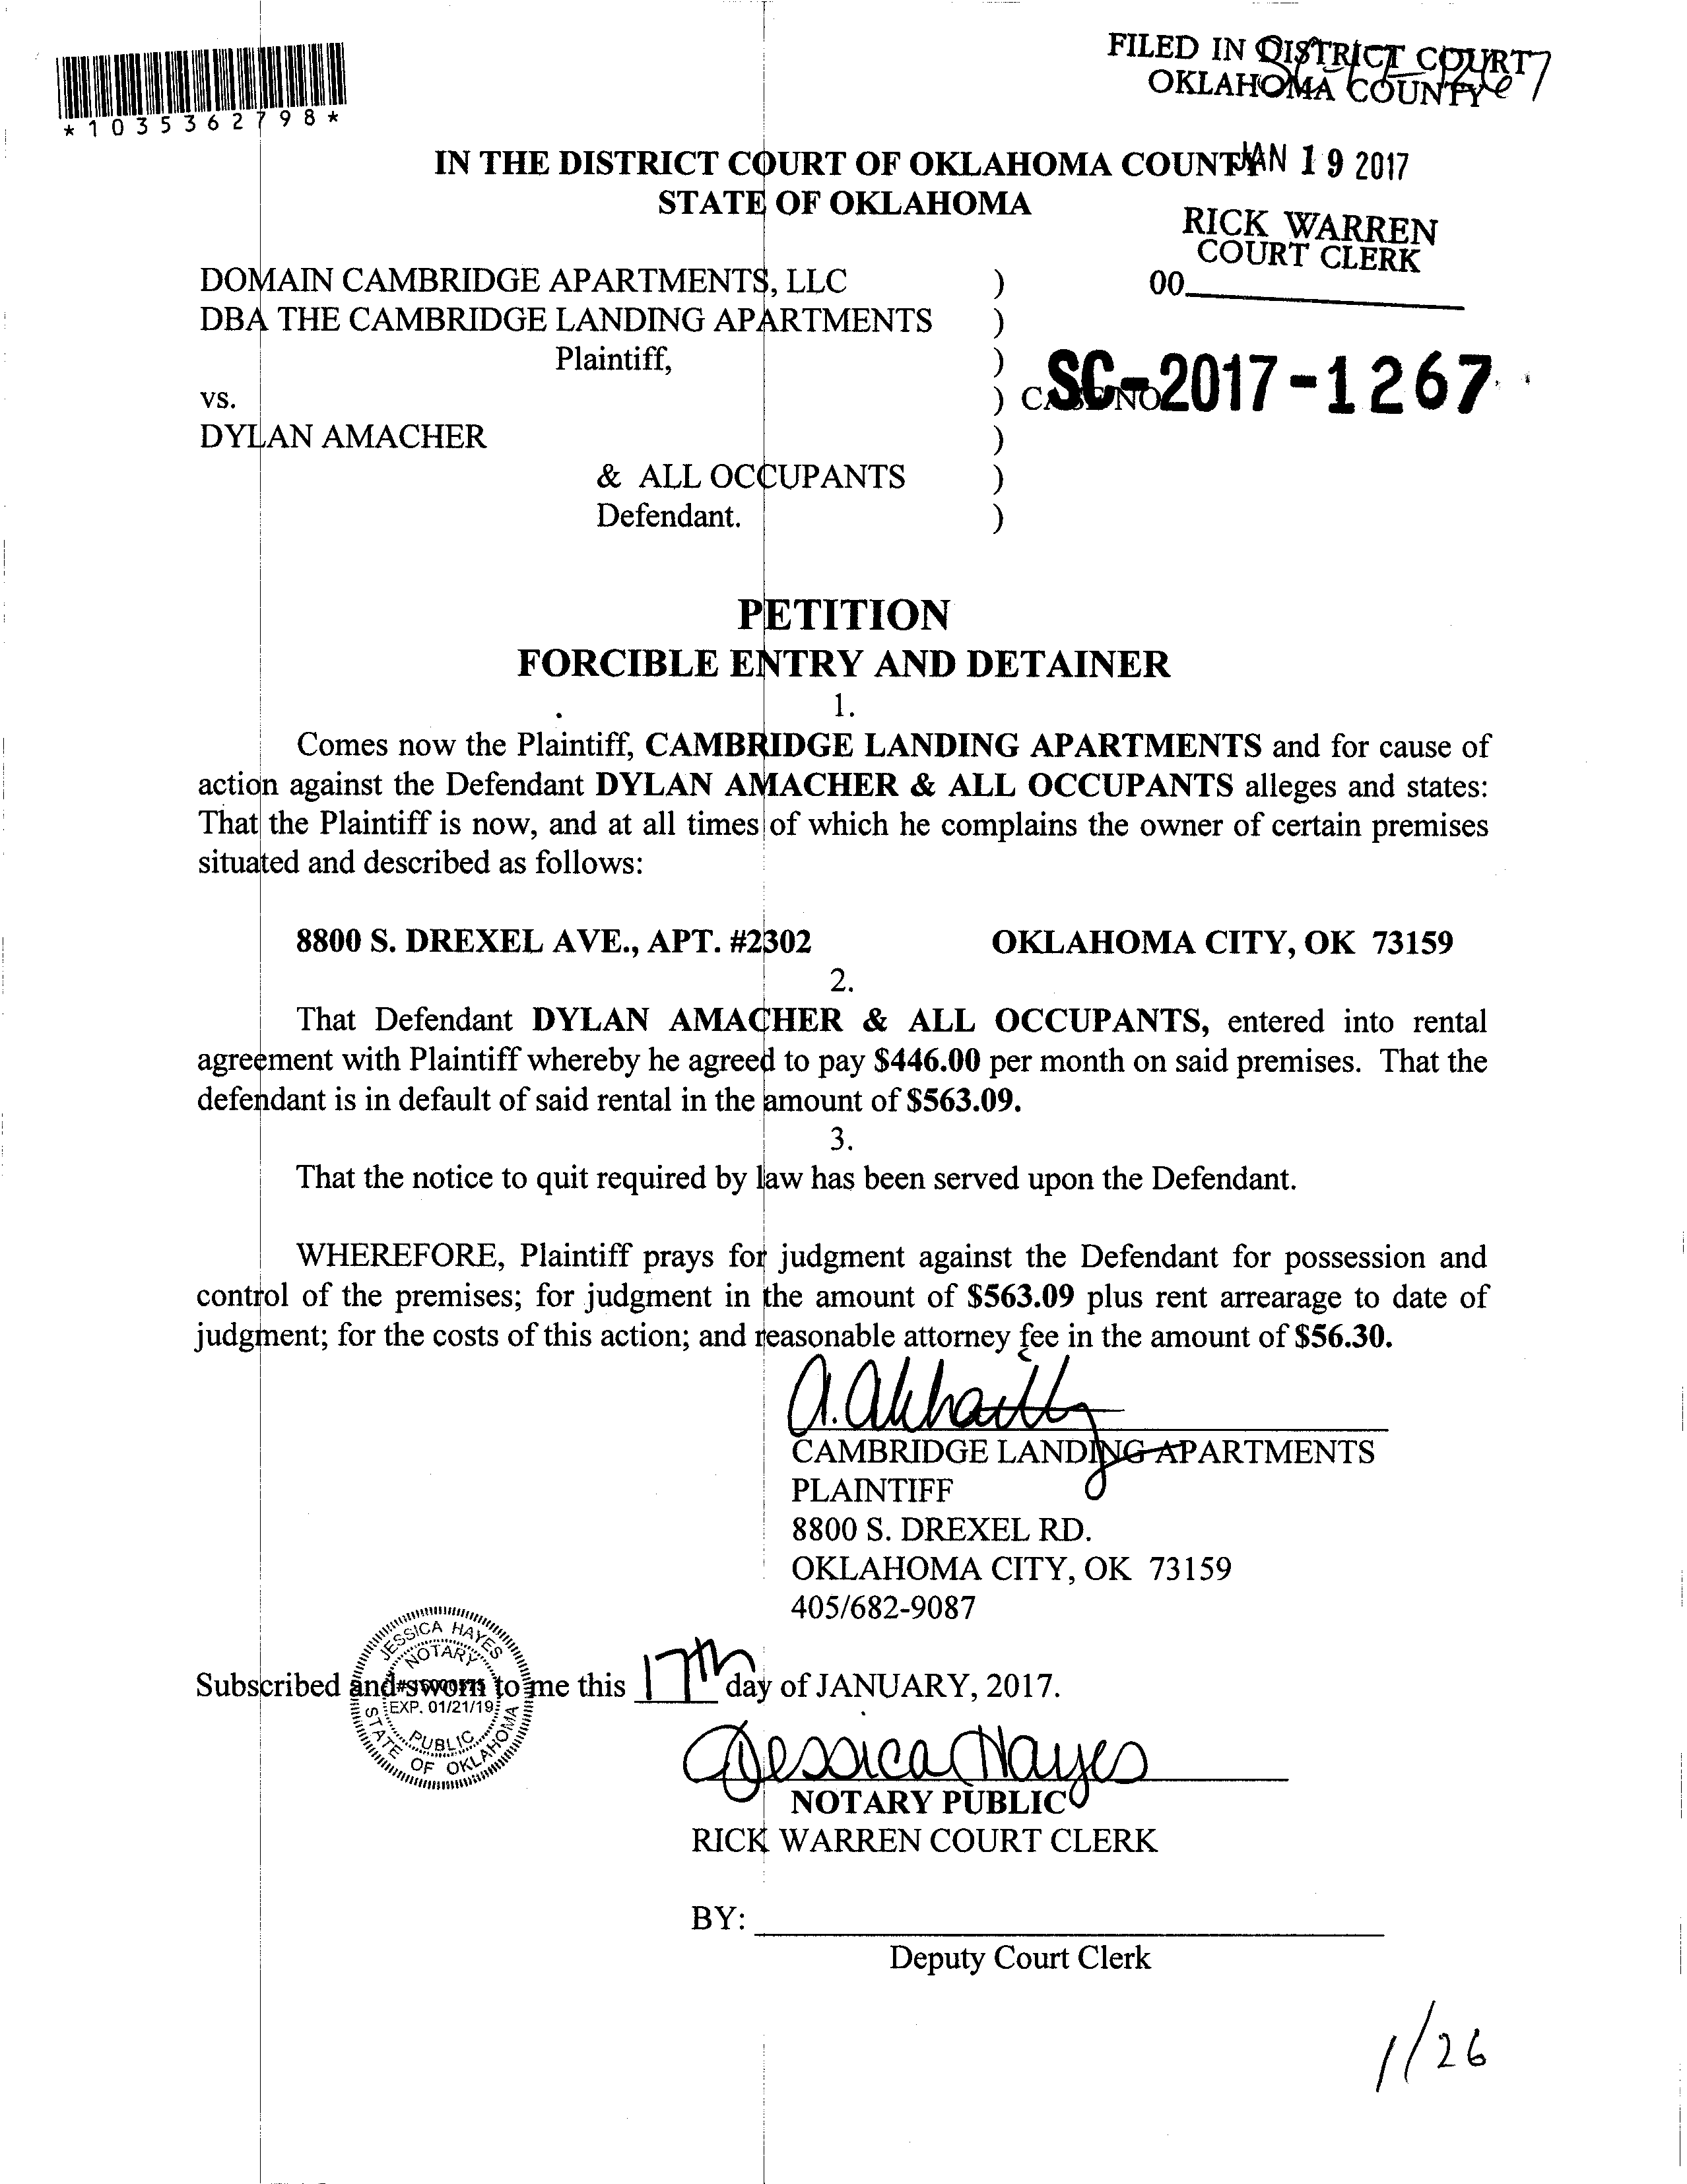 FILED IN DISTRICT COURT
OKLAHOMA COUNTY
*1035362798*
IN THE DISTRICT COURT OF OKLAHOMA COUNTY
JAN 19 2017
STATE OF OKLAHOMA
RICK WARREN
COURT CLERK
00
DOMAIN CAMBRIDGE APARTMENTS, LLC )
DBA THE CAMBRIDGE LANDING APARTMENTS )
Plaintiff, )
vs. ) CASE NO
SC-2017-1267
DYLAN AMACHER )
& ALL OCCUPANTS )
Defendant. )
PETITION
FORCIBLE ENTRY AND DETAINER
1.
Comes now the Plaintiff, CAMBRIDGE LANDING APARTMENTS and for cause of
action against the Defendant DYLAN AMACHER & ALL OCCUPANTS alleges and states:
That the Plaintiff is now, and at all times of which he complains the owner of certain premises
situated and described as follows:
8800 S. DREXEL AVE., APT. #2302 OKLAHOMA CITY, OK 73159
2.
That Defendant DYLAN AMACHER & ALL OCCUPANTS, entered into rental
agreement with Plaintiff whereby he agreed to pay $446.00 per month on said premises. That the
defendant is in default of said rental in the amount of $563.09.
3.
That the notice to quit required by law has been served upon the Defendant.
WHEREFORE, Plaintiff prays for judgment against the Defendant for possession and
control of the premises; for judgment in the amount of $563.09 plus rent arrearage to date of
judgment; for the costs of this action; and reasonable attorney fee in the amount of $56.30.
CAMBRIDGE LANDING APARTMENTS
PLAINTIFF
8800 S. DREXEL RD.
OKLAHOMA CITY, OK 73159
405/682-9087
JESSICA HAYES
NOTARY
EXP. 01/21/19
PUBLIC
STATE OF OKLAHOMA
Subscribed and sworn to me this 17th day of JANUARY, 2017.
Jessica Hayes
NOTARY PUBLIC
RICK WARREN COURT CLERK
BY:
Deputy Court Clerk
1/26